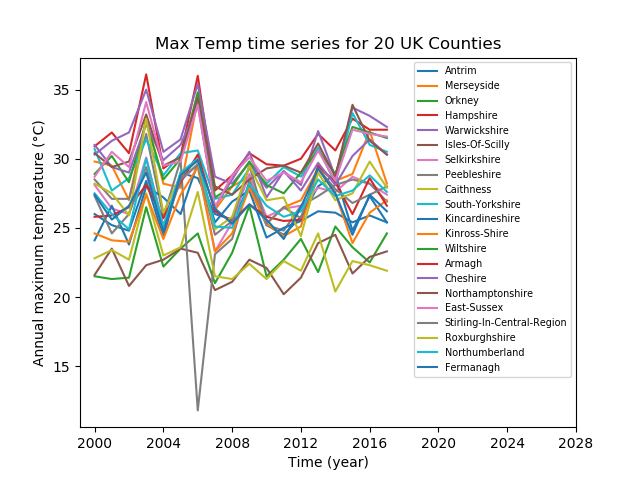 Max Temp time series for 20 UK Counties
Annual maximum temperature (°C)
35
30
25
20
15
2000
2004
2008
2012
2016
2020
2024
2028
Time (year)
Antrim
Merseyside
Orkney
Hampshire
Warwickshire
Isles-Of-Scilly
Selkirkshire
Peebleshire
Caithness
South-Yorkshire
Kincardineshire
Kinross-Shire
Wiltshire
Armagh
Cheshire
Northamptonshire
East-Sussex
Stirling-In-Central-Region
Roxburghshire
Northumberland
Fermanagh